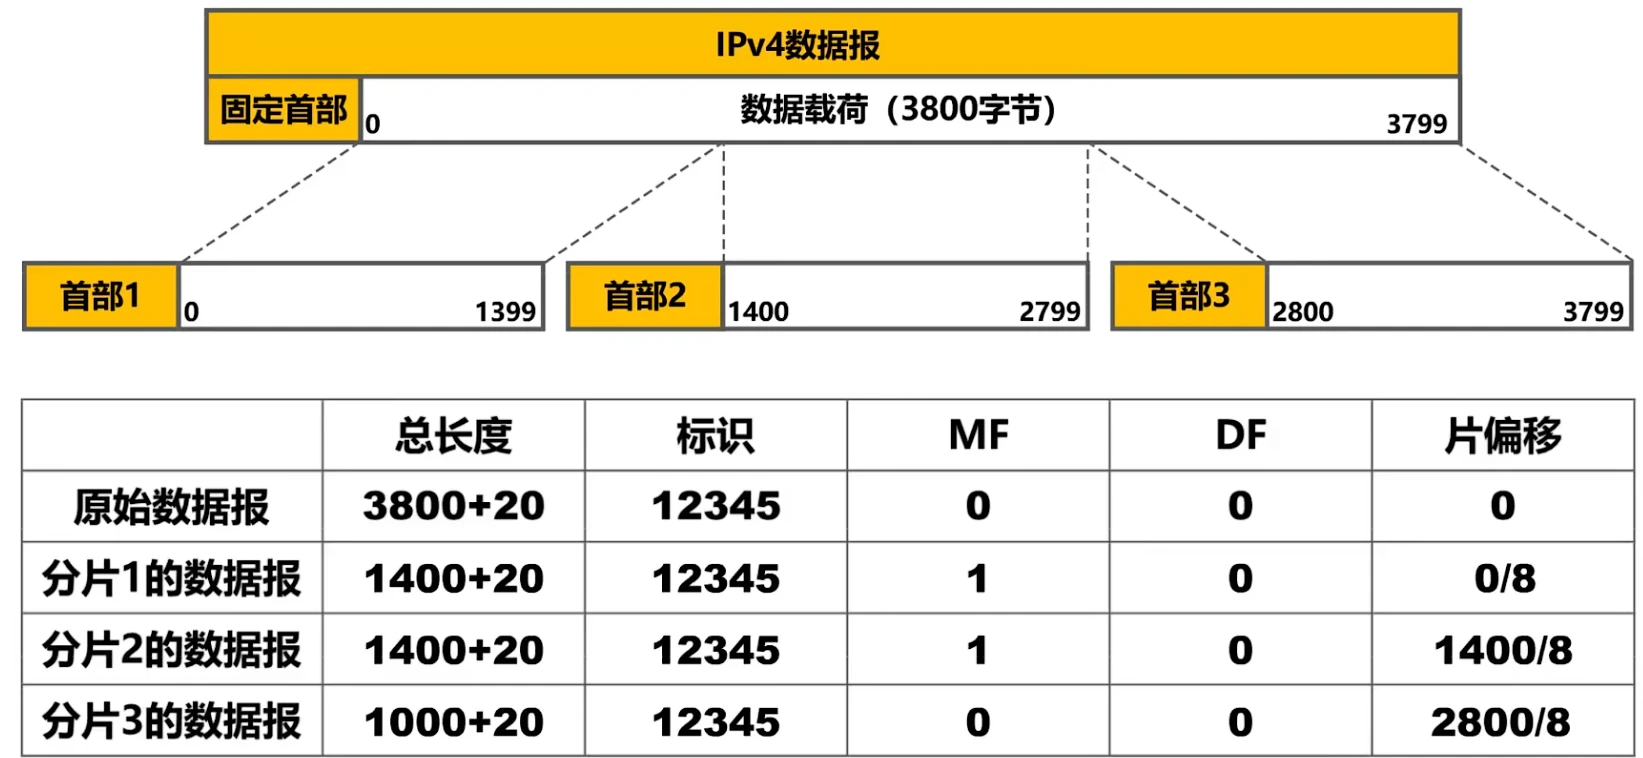 IPv4数据报
固定首部 0 数据载荷（3800字节） 3799
首部1 0 1399 首部2 1400 2799 首部3 2800 3799
总长度 标识 MF DF 片偏移
原始数据报 3800+20 12345 0 0 0
分片1的数据报 1400+20 12345 1 0 0/8
分片2的数据报 1400+20 12345 1 0 1400/8
分片3的数据报 1000+20 12345 0 0 2800/8